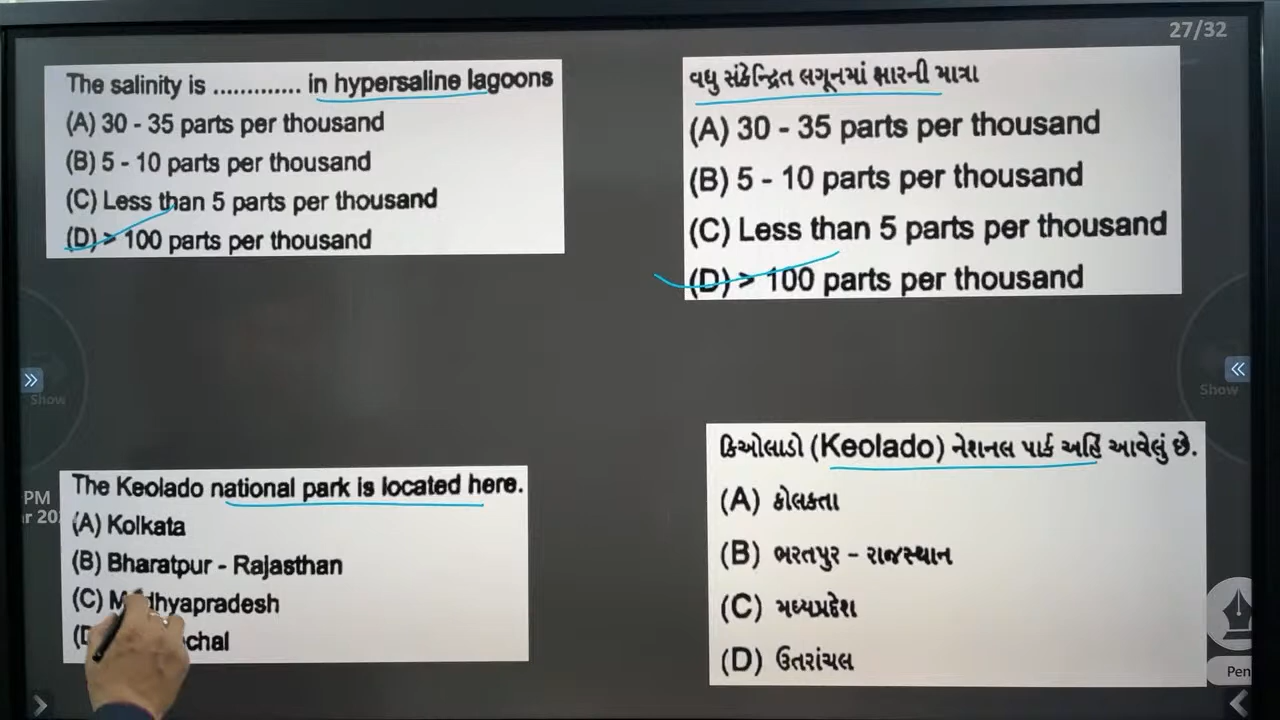 27/32
The salinity is ............. in hypersaline lagoons
(A) 30 - 35 parts per thousand
(B) 5 - 10 parts per thousand
(C) Less than 5 parts per thousand
(D) > 100 parts per thousand
વધુ સંકેન્દ્રિત લગૂનમાં ક્ષારની માત્રા
(A) 30 - 35 parts per thousand
(B) 5 - 10 parts per thousand
(C) Less than 5 parts per thousand
(D) > 100 parts per thousand
Show
Show
The Keolado national park is located here.
(A) Kolkata
(B) Bharatpur - Rajasthan
(C) Madhyapradesh
PM
કિઓલાડો (Keolado) નેશનલ પાર્ક અહિં આવેલું છે.
(A) કોલકતા
(B) ભરતપુર – રાજસ્થાન
(C) મધ્યપ્રદેશ
(D) ઉતરાંચલ
Pen